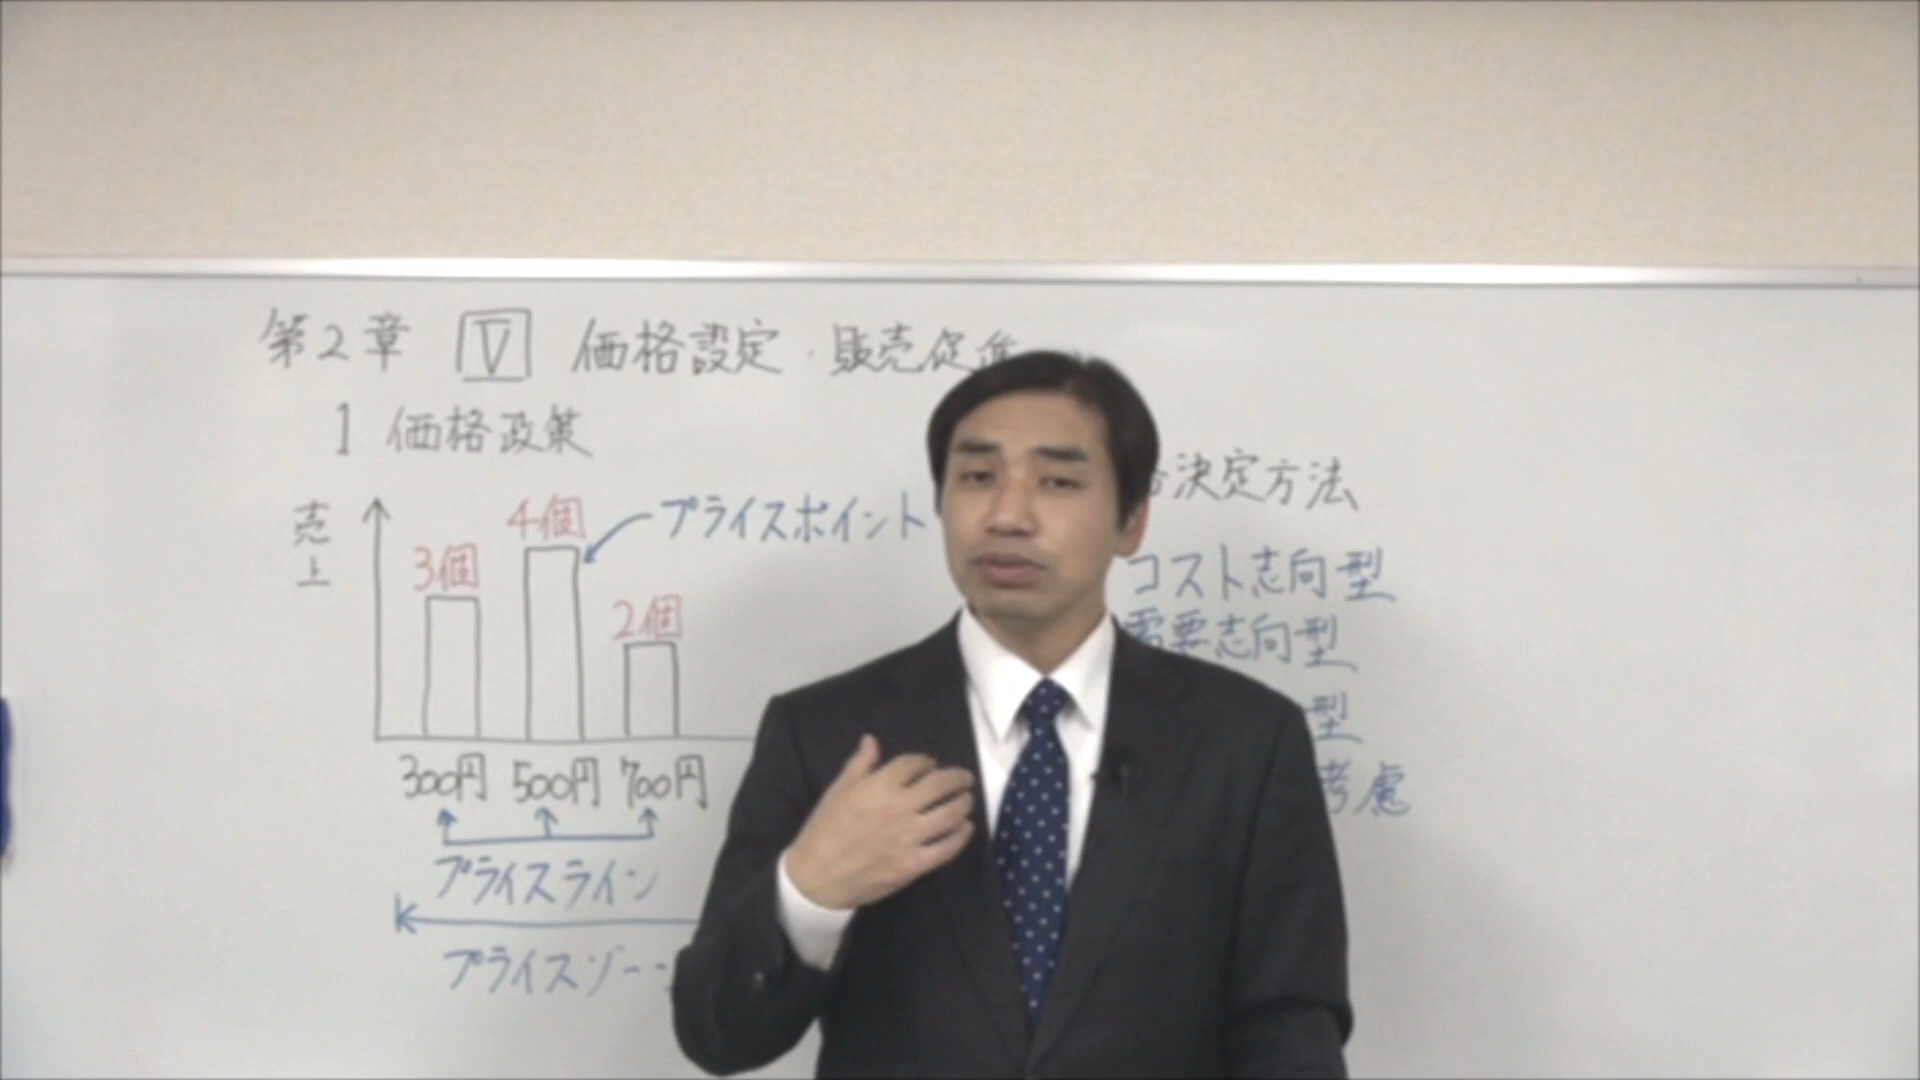 第2章 Ⅴ 価格設定・販売促進
1 価格政策
売上
3個
4個
2個
プライスポイント
300円 500円 700円
プライスライン
プライスゾーン
決定方法
コスト志向型
需要志向型
型
考慮